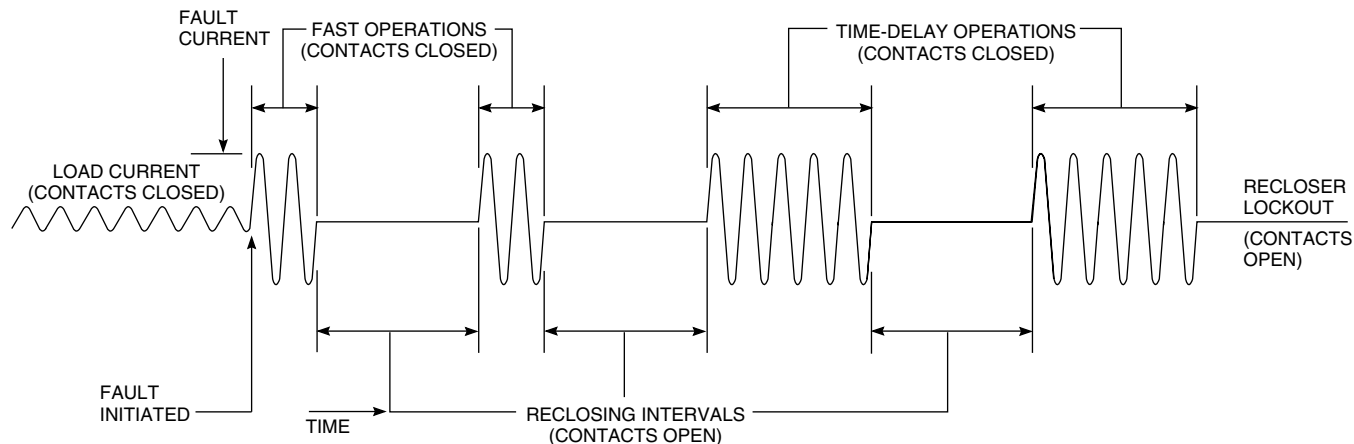 FAULT
CURRENT
FAST OPERATIONS
(CONTACTS CLOSED)
TIME-DELAY OPERATIONS
(CONTACTS CLOSED)
LOAD CURRENT
(CONTACTS CLOSED)
RECLOSER
LOCKOUT
(CONTACTS
OPEN)
FAULT
INITIATED
TIME
RECLOSING INTERVALS
(CONTACTS OPEN)